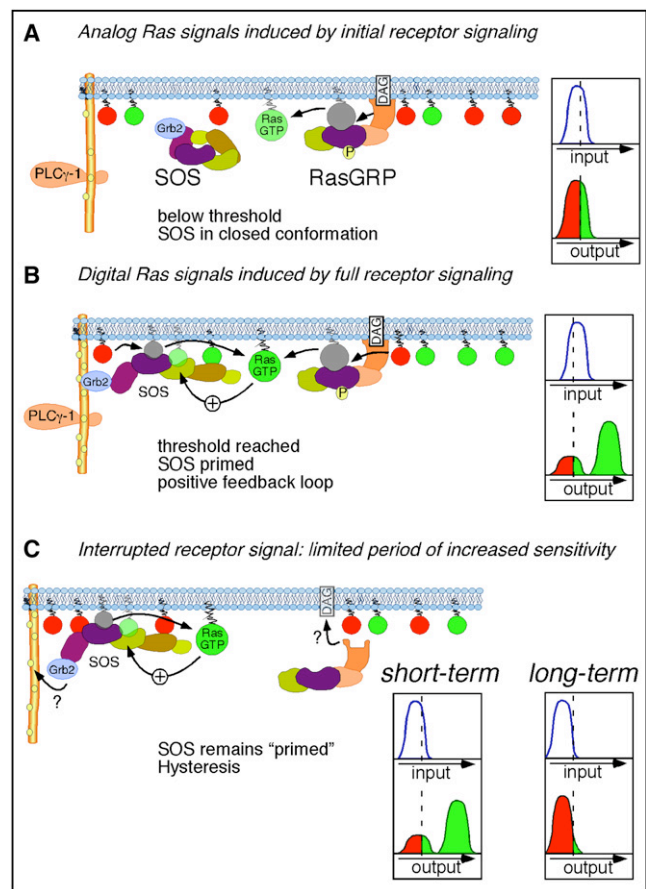 A Analog Ras signals induced by initial receptor signaling
DAG
Grb2
Ras
GTP
P
PLCγ-1
SOS
RasGRP
below threshold
SOS in closed conformation
input
output
B Digital Ras signals induced by full receptor signaling
DAG
Grb2
SOS
Ras
GTP
P
PLCγ-1
+
threshold reached
SOS primed
positive feedback loop
input
output
C Interrupted receptor signal: limited period of increased sensitivity
DAG
Ras
GTP
SOS
Grb2
+
?
?
short-term long-term
SOS remains "primed"
Hysteresis
input input
output output